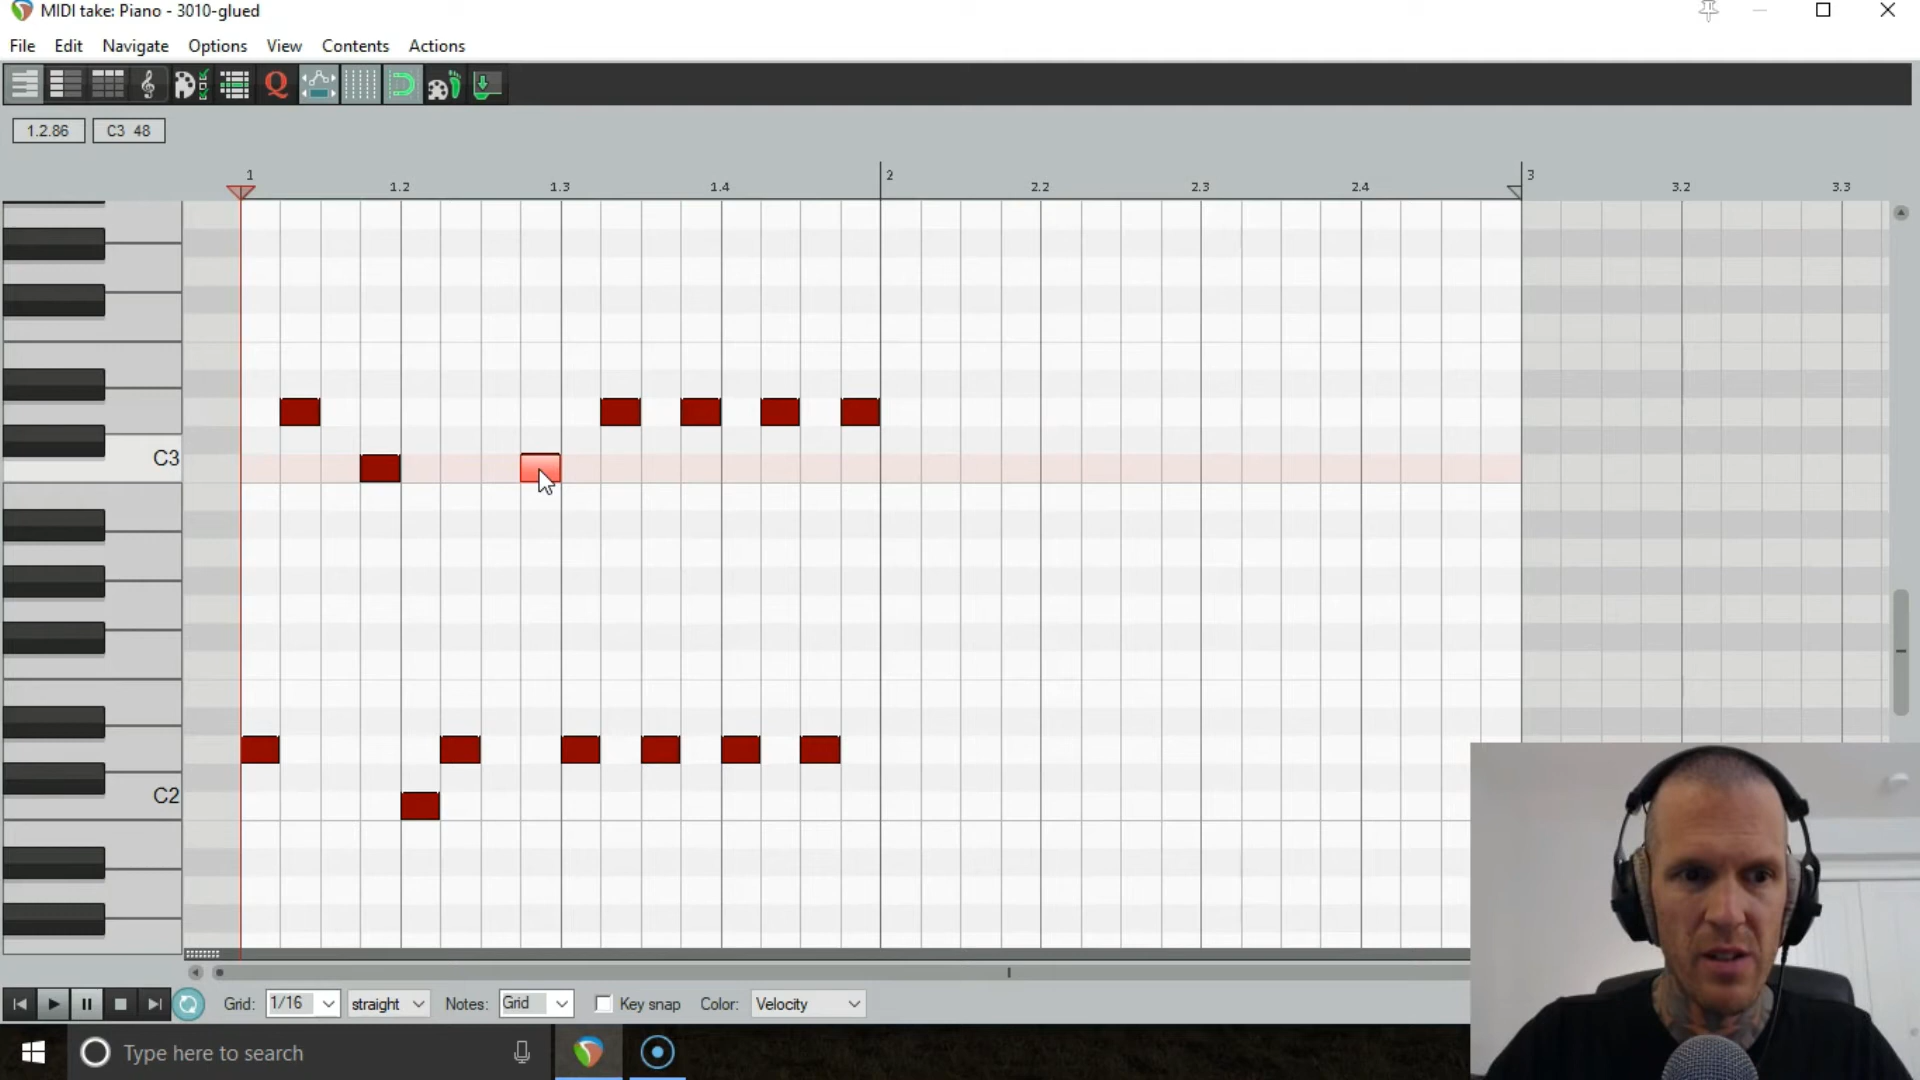 MIDI take: Piano - 3010-glued
File Edit Navigate Options View Contents Actions
Q
1.2.86 C3 48
1 1.2 1.3 1.4 2 2.2 2.3 2.4 3 3.2 3.3
C3
C2
Grid: 1/16 straight Notes: Grid Key snap Color: Velocity
Type here to search